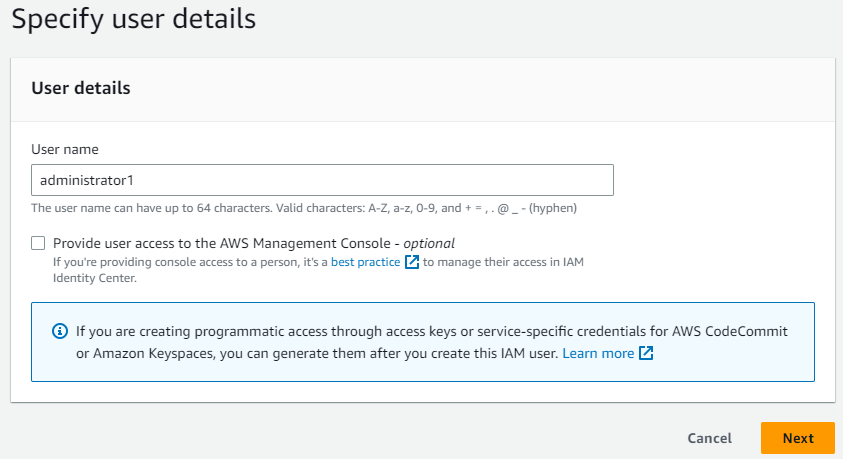 Specify user details
User details
User name
administrator1
The user name can have up to 64 characters. Valid characters: A-Z, a-z, 0-9, and + = , . @ _ - (hyphen)
Provide user access to the AWS Management Console - optional
If you're providing console access to a person, it's a best practice to manage their access in IAM
Identity Center.
If you are creating programmatic access through access keys or service-specific credentials for AWS CodeCommit
or Amazon Keyspaces, you can generate them after you create this IAM user. Learn more
Cancel Next